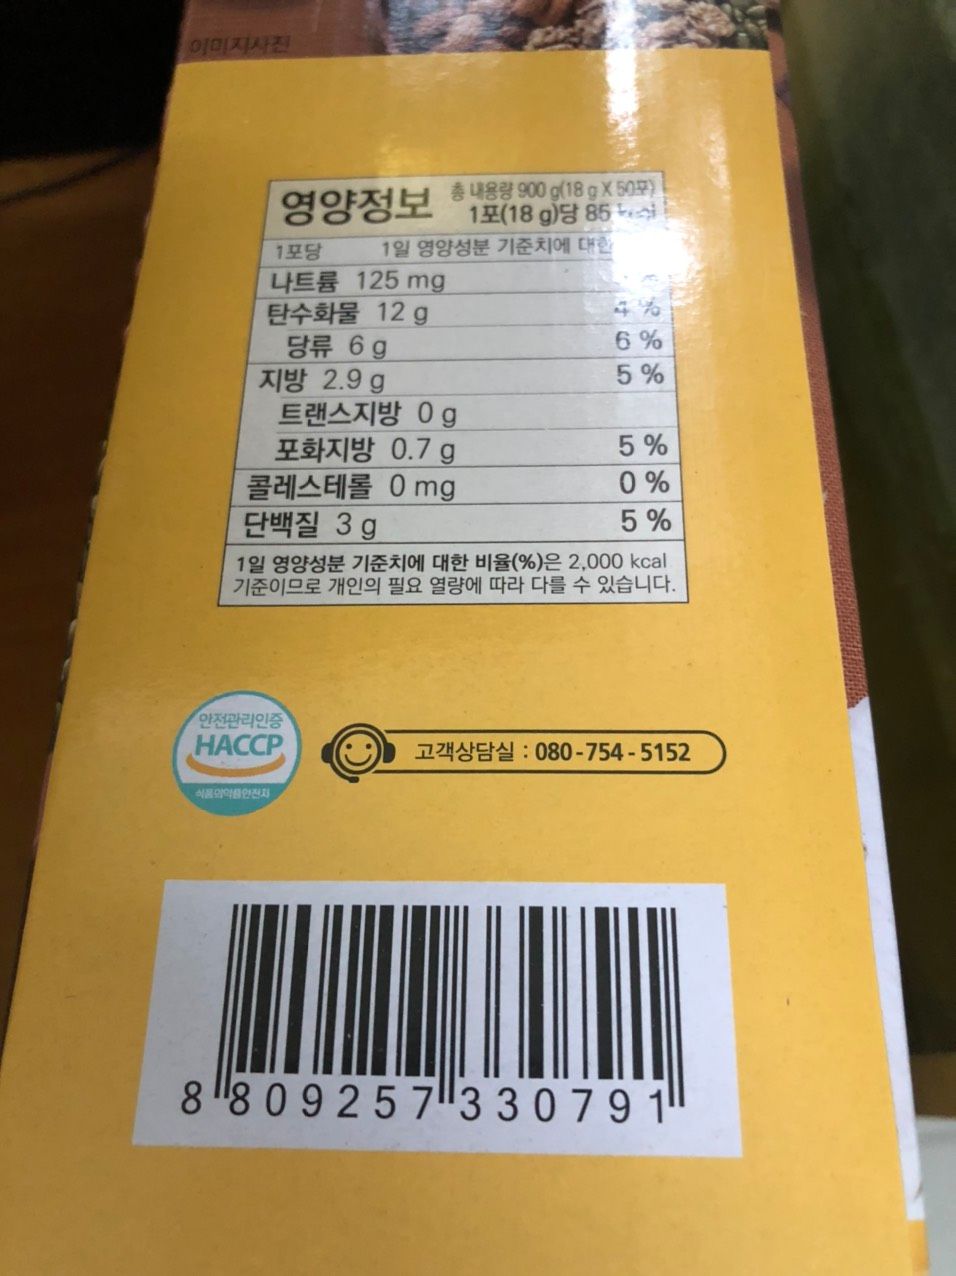 이미지사진
영양정보
총 내용량 900 g(18 g X 50포)
1포(18 g)당 85 kcal
1포당 1일 영양성분 기준치에 대한
나트륨 125 mg
탄수화물 12 g 4 %
당류 6 g 6 %
지방 2.9 g 5 %
트랜스지방 0 g
포화지방 0.7 g 5 %
콜레스테롤 0 mg 0 %
단백질 3 g 5 %
1일 영양성분 기준치에 대한 비율(%)은 2,000 kcal
기준이므로 개인의 필요 열량에 따라 다를 수 있습니다.
안전관리인증
HACCP
식품의약품안전처
고객상담실 : 080-754-5152
8 809257 330791